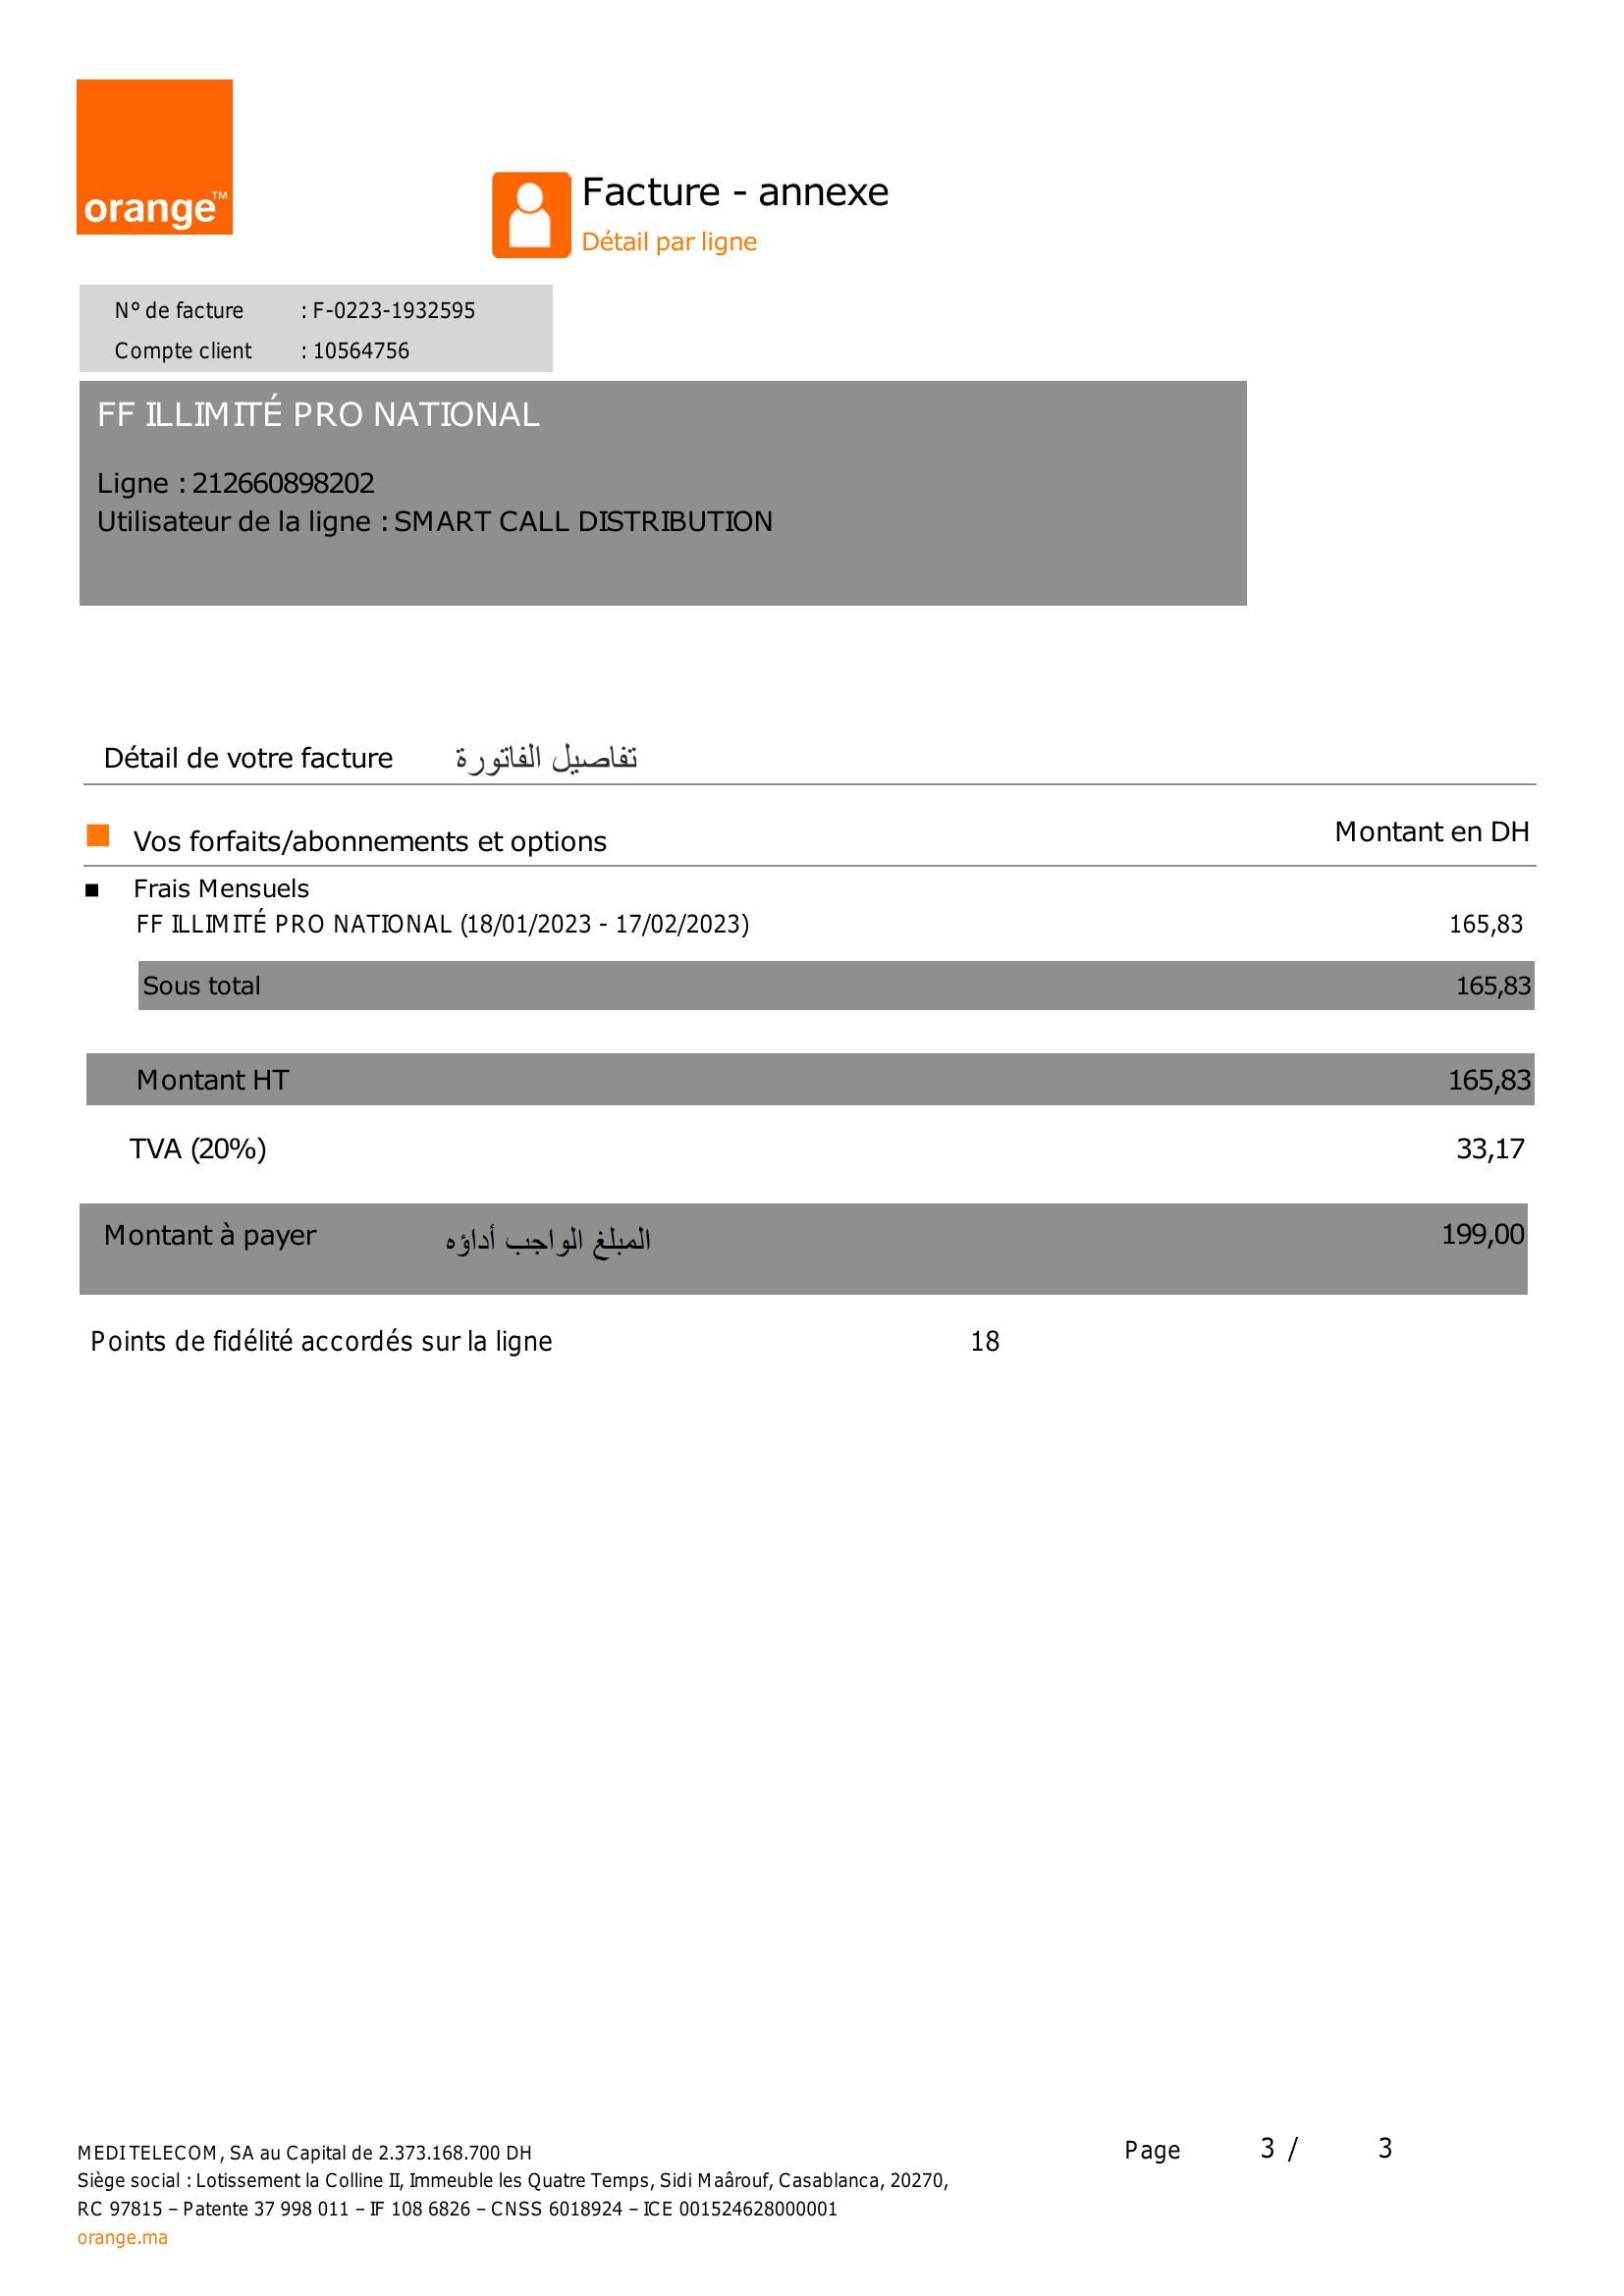 orange™
Facture - annexe
Détail par ligne
N° de facture : F-0223-1932595
Compte client : 10564756
FF ILLIMITÉ PRO NATIONAL
Ligne : 212660898202
Utilisateur de la ligne : SMART CALL DISTRIBUTION
Détail de votre facture تفاصيل الفاتورة
Vos forfaits/abonnements et options Montant en DH
Frais Mensuels
FF ILLIMITÉ PRO NATIONAL (18/01/2023 - 17/02/2023) 165,83
Sous total 165,83
Montant HT 165,83
TVA (20%) 33,17
Montant à payer المبلغ الواجب أداؤه 199,00
Points de fidélité accordés sur la ligne 18
MEDITELECOM, SA au Capital de 2.373.168.700 DH
Siège social : Lotissement la Colline II, Immeuble les Quatre Temps, Sidi Maârouf, Casablanca, 20270,
RC 97815 – Patente 37 998 011 – IF 108 6826 – CNSS 6018924 – ICE 001524628000001
orange.ma
Page 3 / 3